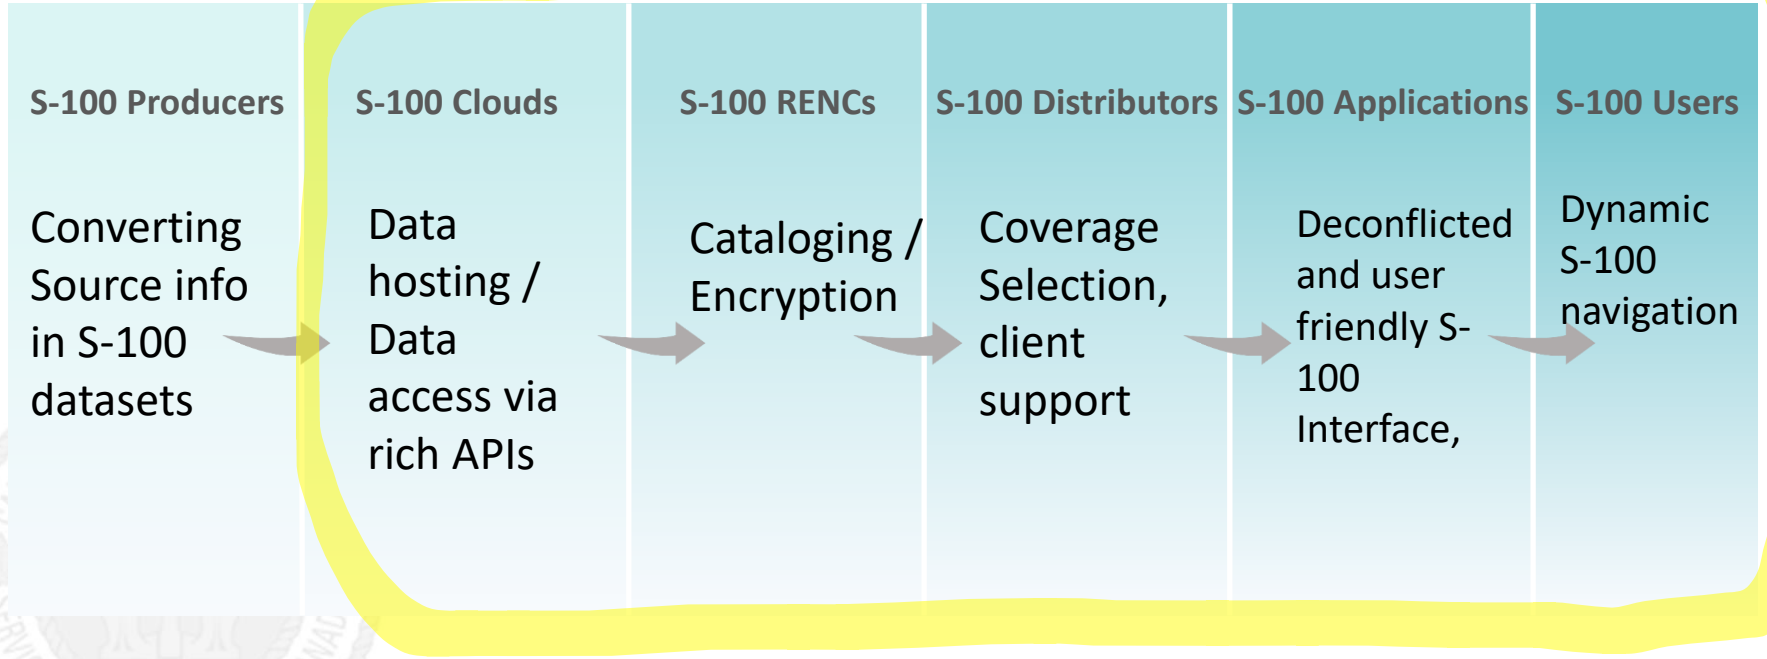 S-100 Producers
Converting
Source info
in S-100
datasets
S-100 Clouds
Data
hosting /
Data
access via
rich APIs
S-100 RENCs
Cataloging /
Encryption
S-100 Distributors
Coverage
Selection,
client
support
S-100 Applications
Deconflicted
and user
friendly S-
100
Interface,
S-100 Users
Dynamic
S-100
navigation